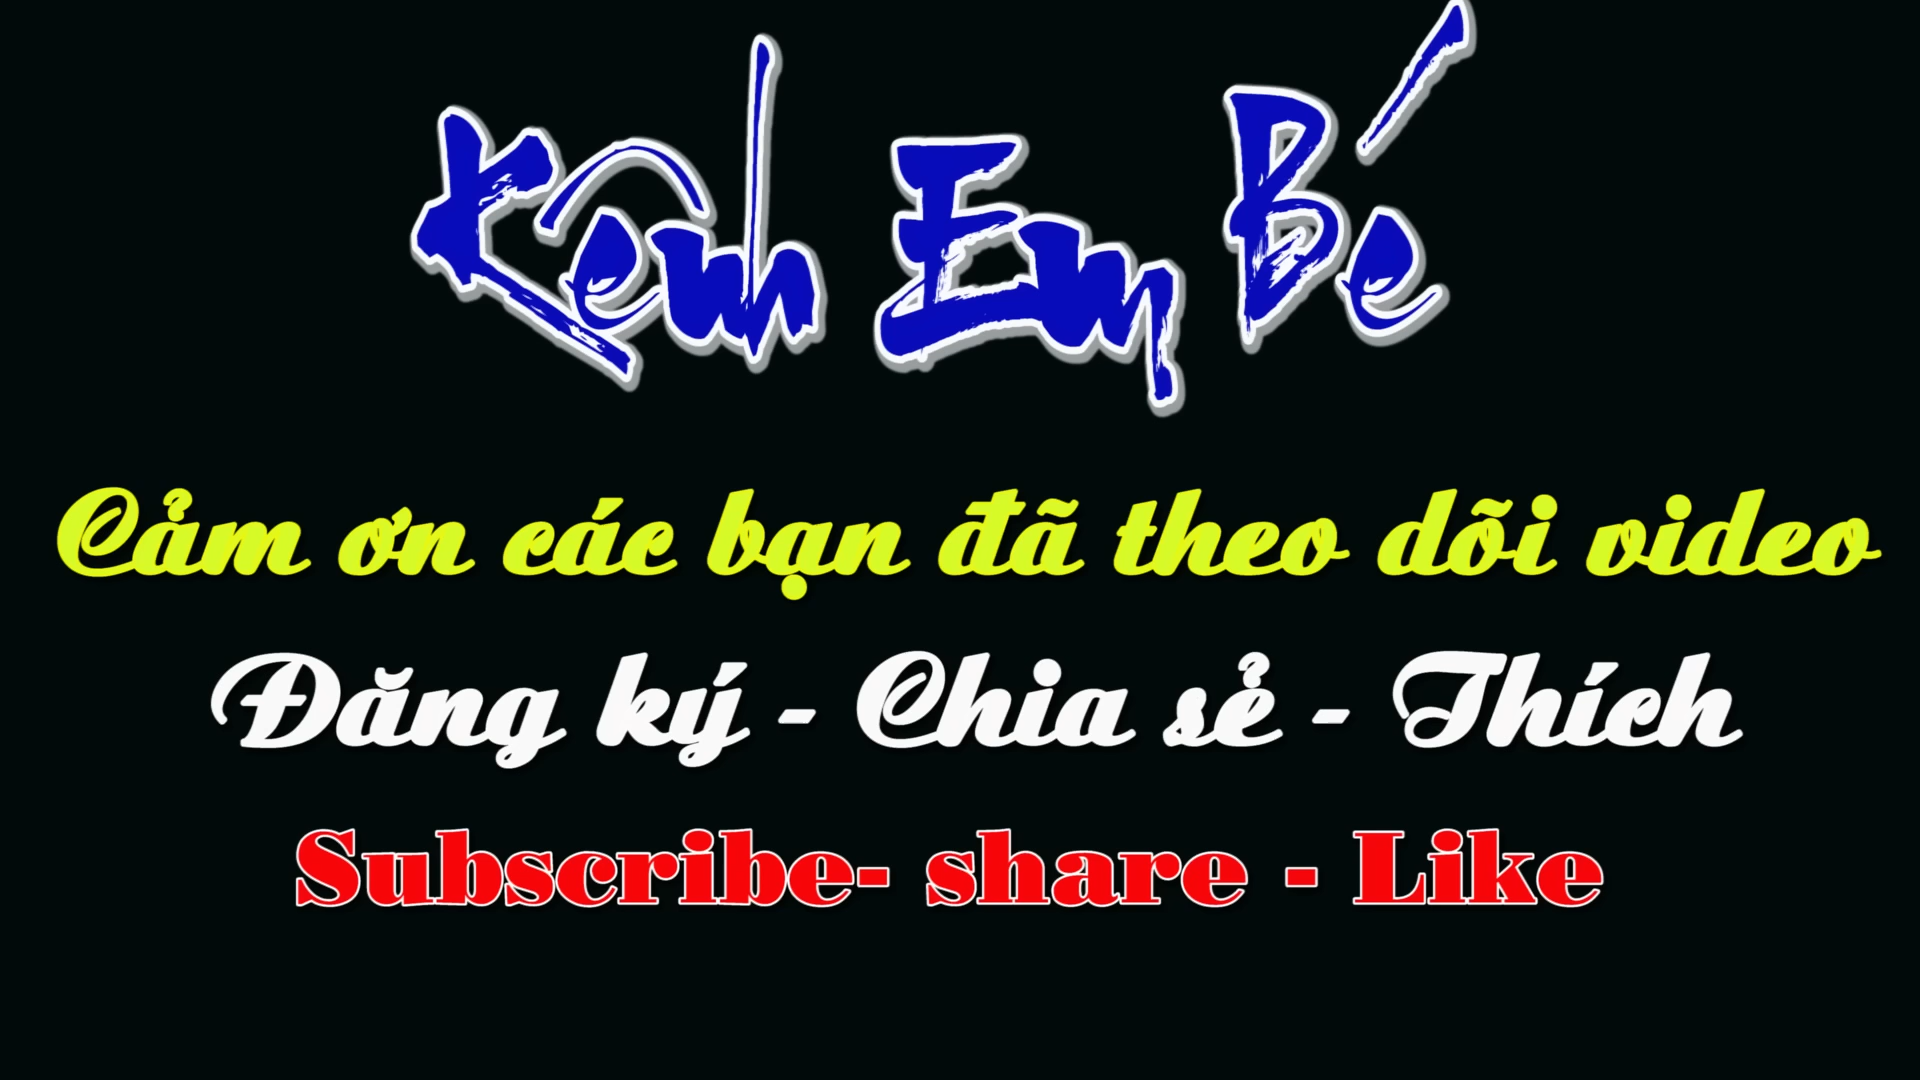 Kênh Em Bé
Cảm ơn các bạn đã theo dõi video
Đăng ký - Chia sẻ - Thích
Subscribe- share - Like